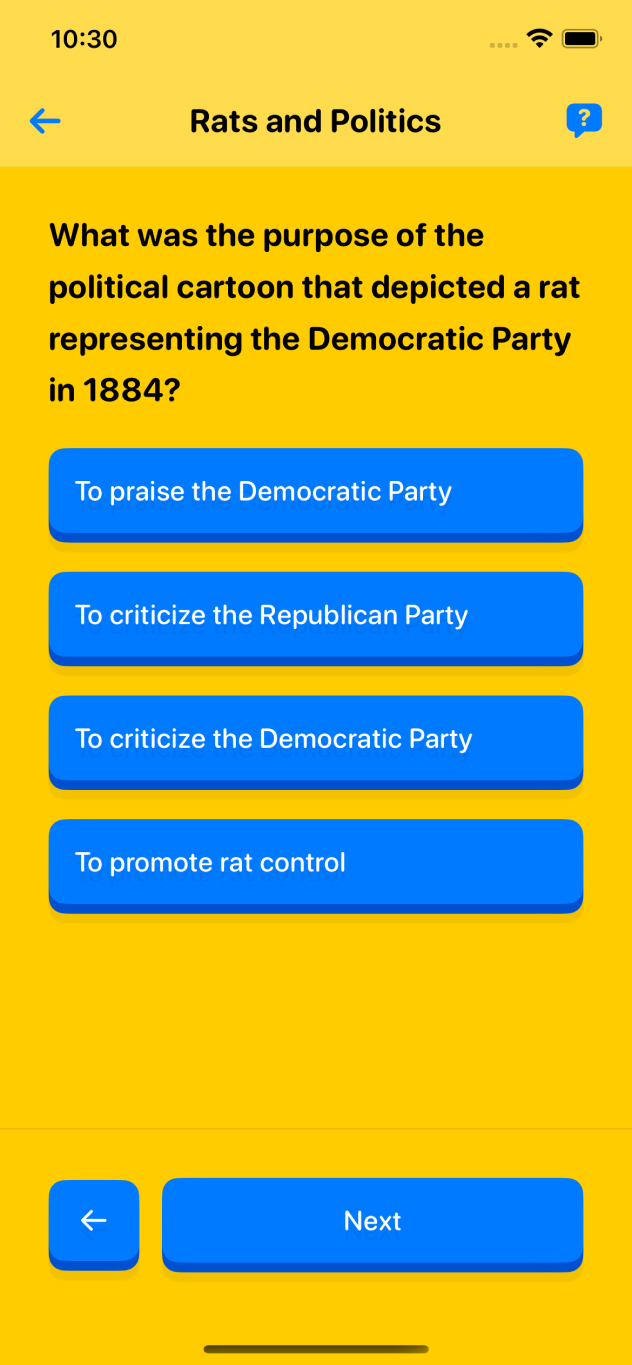 10:30
Rats and Politics
?
What was the purpose of the
political cartoon that depicted a rat
representing the Democratic Party
in 1884?
To praise the Democratic Party
To criticize the Republican Party
To criticize the Democratic Party
To promote rat control
Next